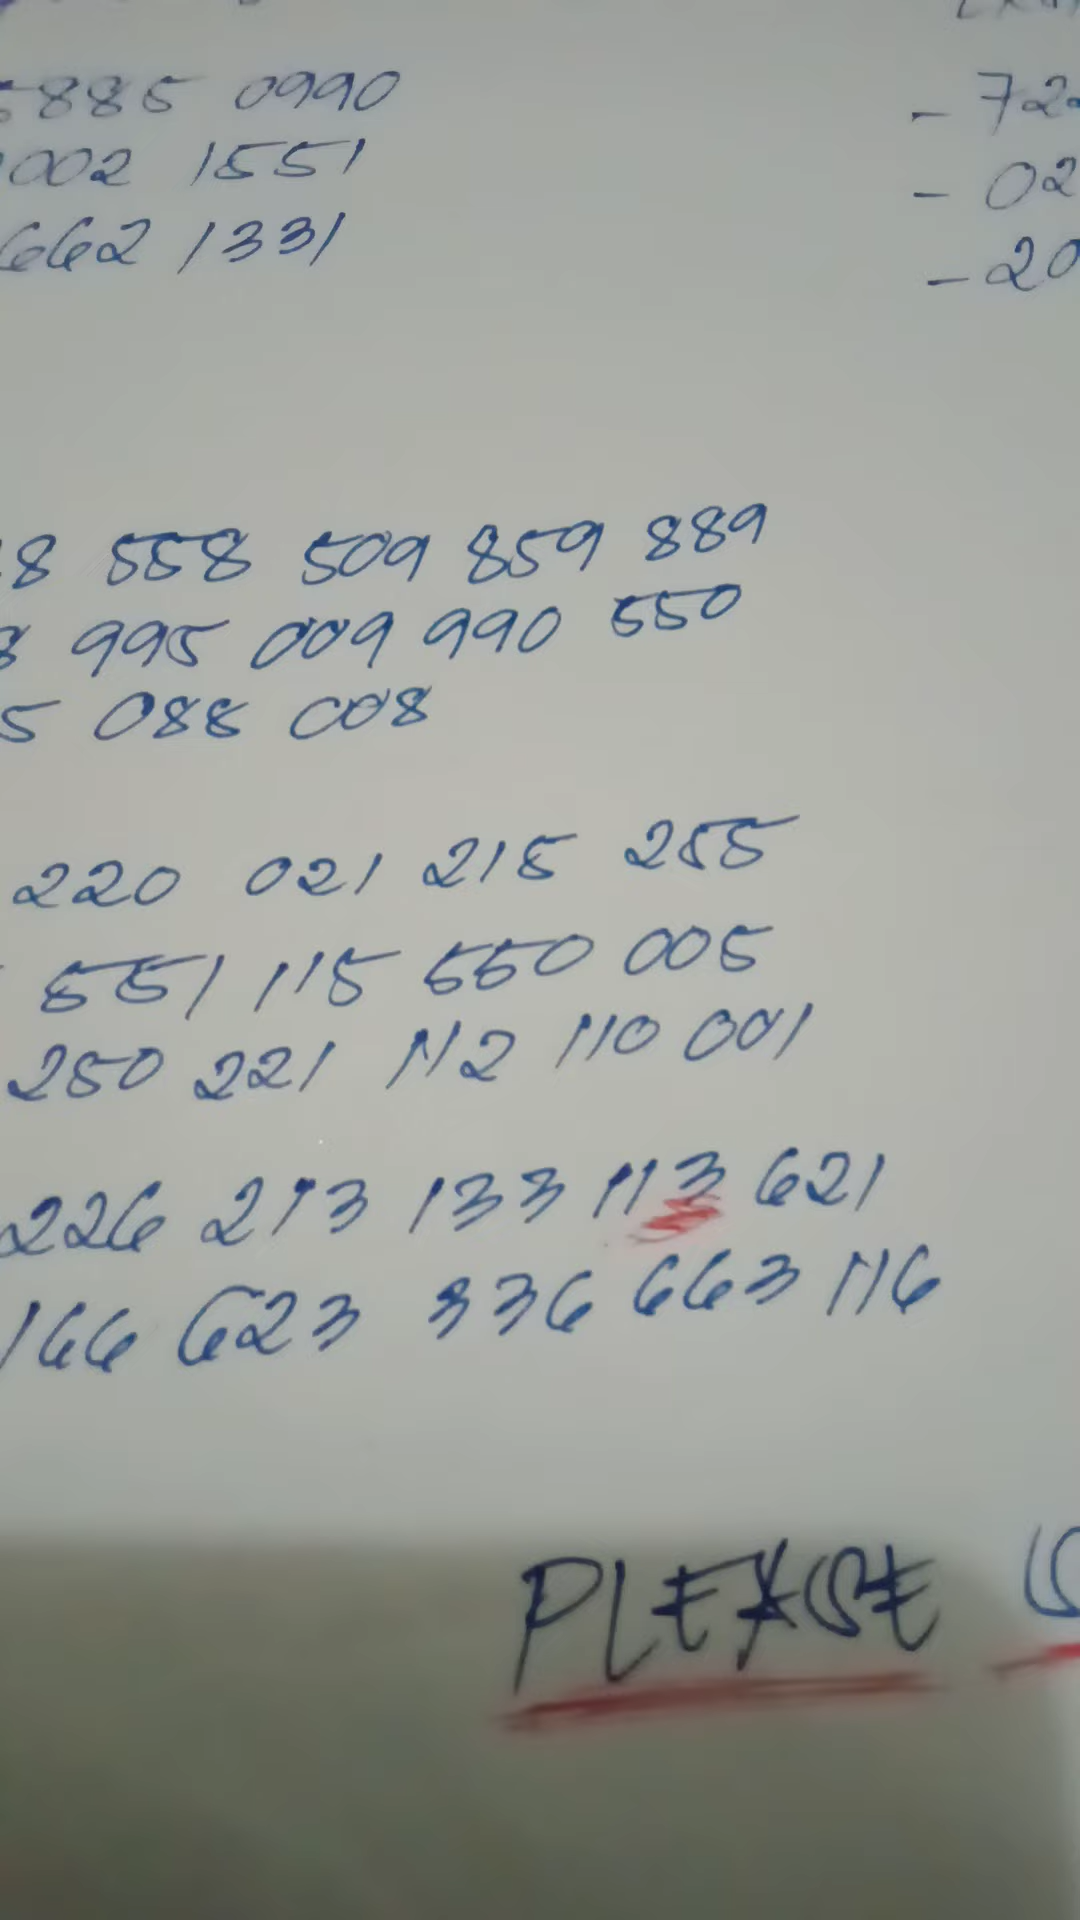 5885 0990
002 1551
662 1331
- 72
- 02
- 20
8 558 509 859 889
8 995 009 990 550
5 088 008
220 021 215 255
551 115 550 005
250 221 112 110 001
226 213 133 113 621
166 623 336 663 116
PLEASE